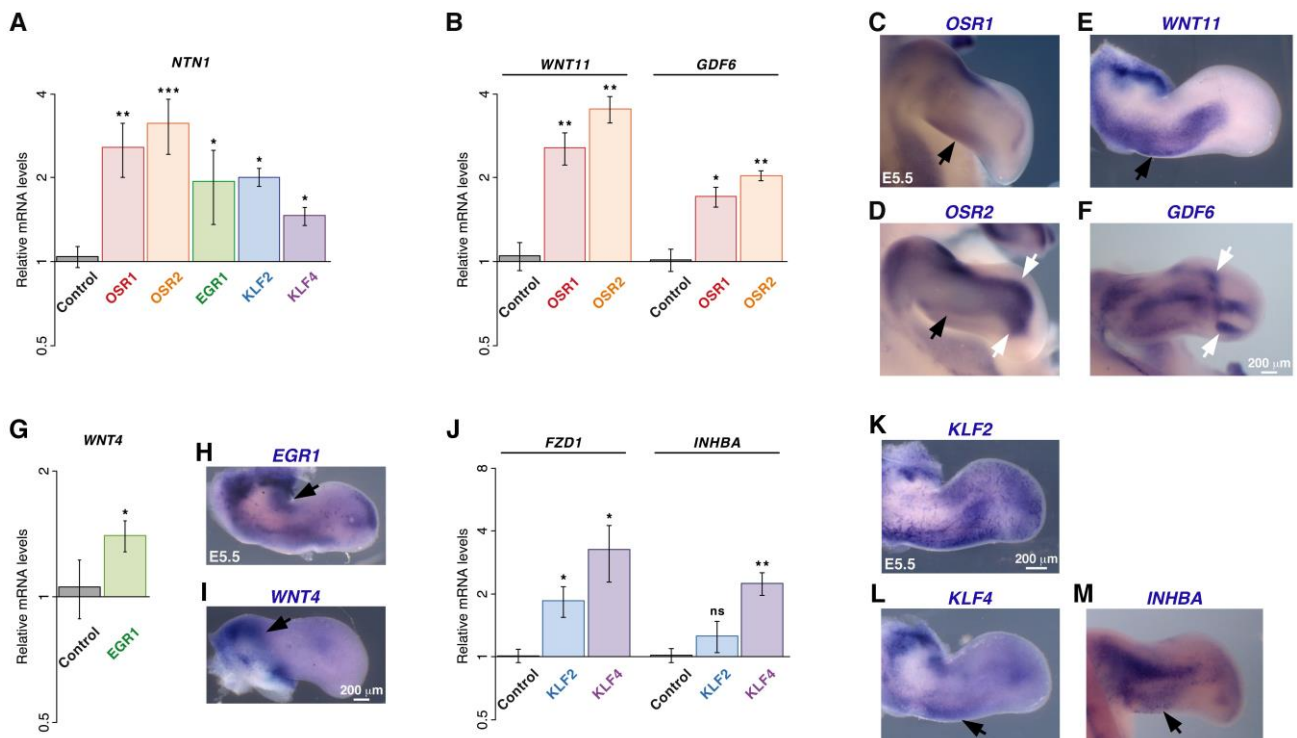 A
NTN1
Relative mRNA levels
4
2
1
0.5
**
***
*
*
*
Control
OSR1
OSR2
EGR1
KLF2
KLF4
B
WNT11
GDF6
Relative mRNA levels
4
2
1
0.5
**
**
*
**
Control
OSR1
OSR2
Control
OSR1
OSR2
C
OSR1
E5.5
E
WNT11
D
OSR2
F
GDF6
200 µm
G
WNT4
Relative mRNA levels
2
1
0.5
*
Control
EGR1
H
EGR1
E5.5
I
WNT4
200 µm
J
FZD1
INHBA
Relative mRNA levels
8
4
2
1
0.5
*
*
ns
**
Control
KLF2
KLF4
Control
KLF2
KLF4
K
KLF2
E5.5
200 µm
L
KLF4
M
INHBA